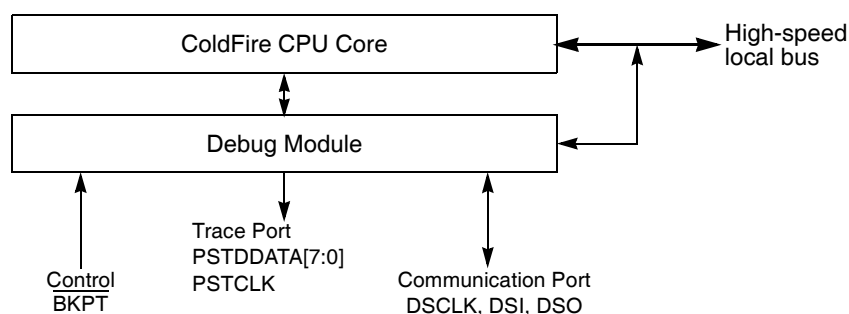 ColdFire CPU Core
High-speed
local bus
Debug Module
Trace Port
PSTDDATA[7:0]
PSTCLK
Control
BKPT
Communication Port
DSCLK, DSI, DSO